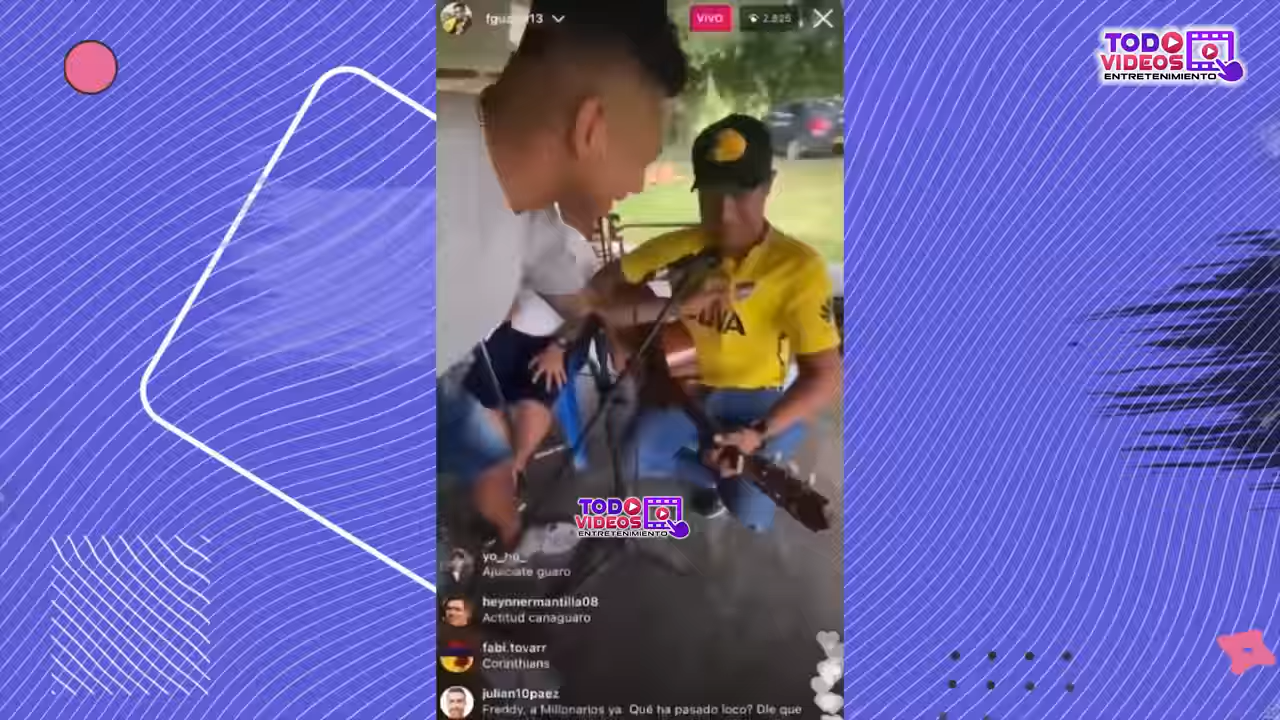 VIVO
2.825
TODO
VIDEOS
ENTRETENIMIENTO
TODO
VIDEOS
ENTRETENIMIENTO
yo_ho_
Ajuiciate guaro
heynnermantilla08
Actitud canaguaro
fabi.tovarr
Corinthians
julian10paez
Freddy, a Millonarios ya. Qué ha pasado loco? Dle que